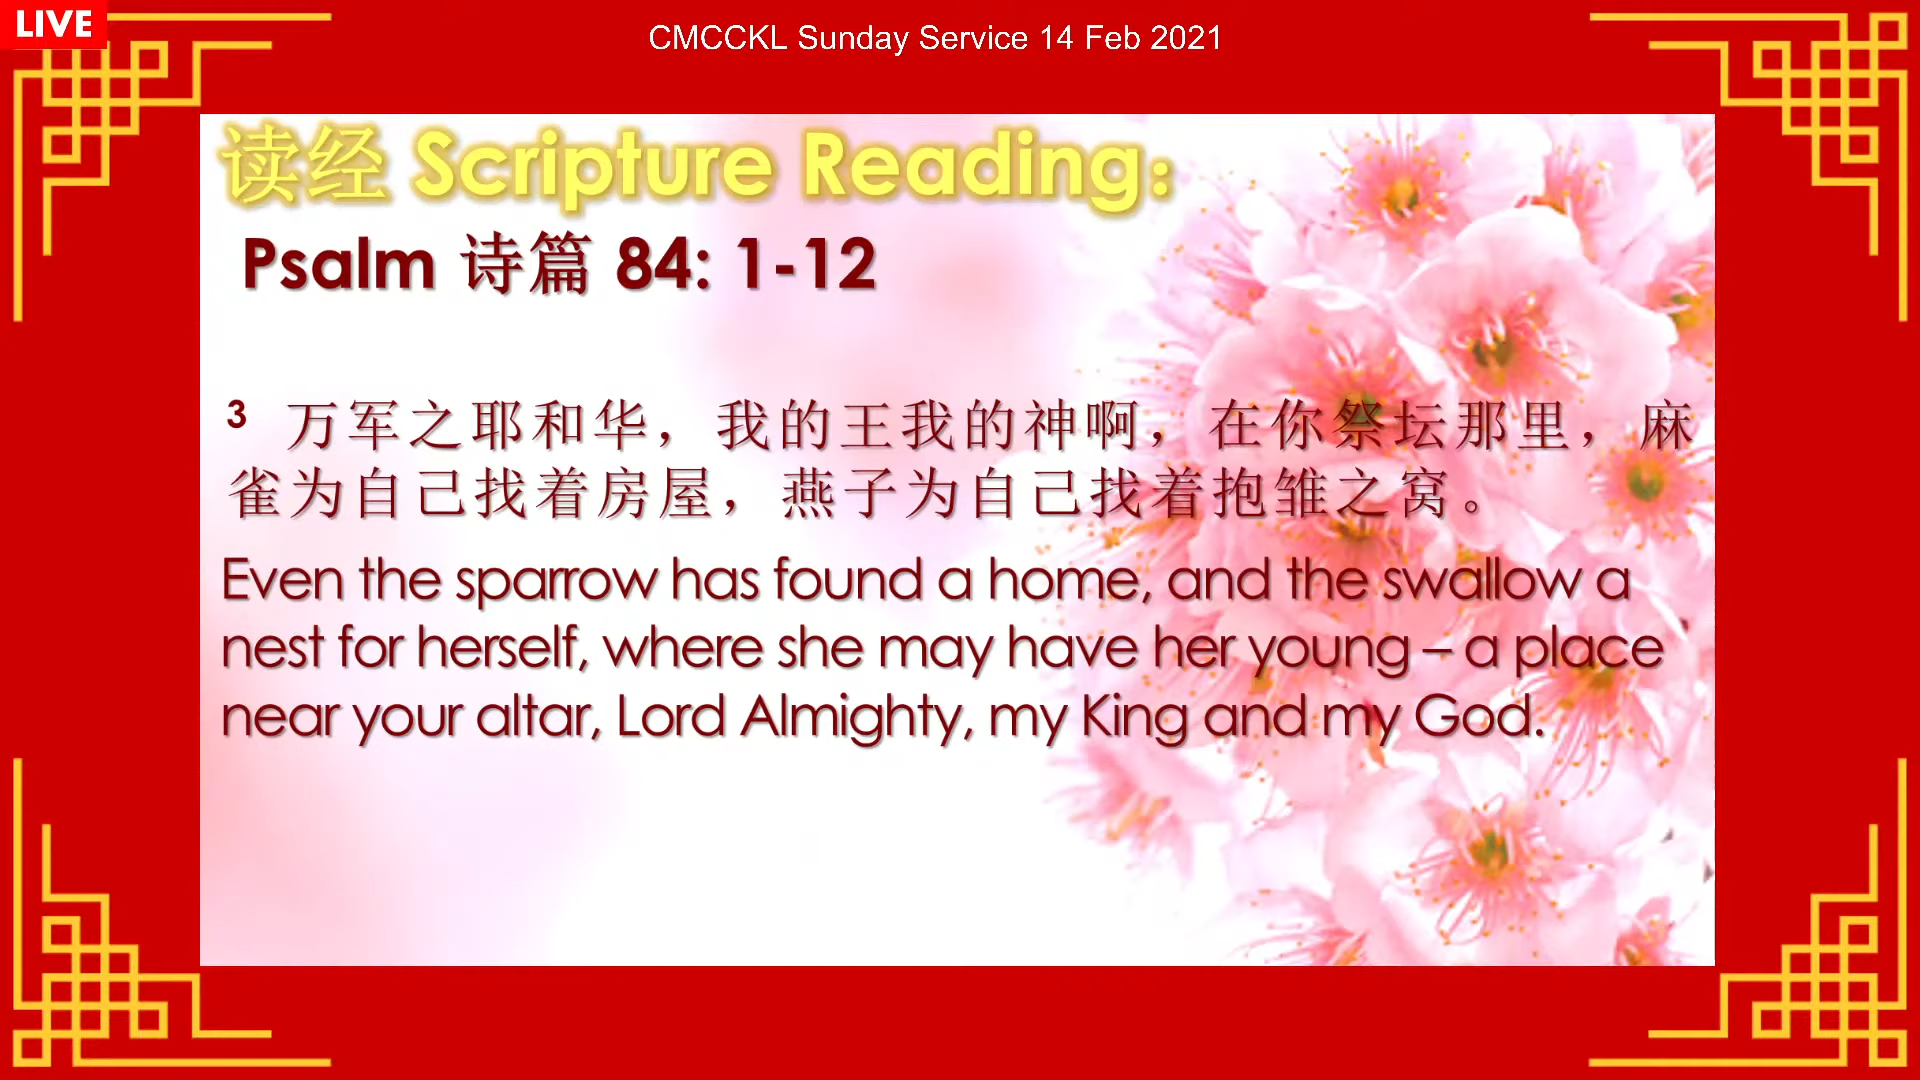 LIVE
CMCCKL Sunday Service 14 Feb 2021
读经 Scripture Reading:
Psalm 诗篇 84: 1-12
3 万军之耶和华，我的王我的神啊，在你祭坛那里，麻
雀为自己找着房屋，燕子为自己找着抱雏之窝。
Even the sparrow has found a home, and the swallow a
nest for herself, where she may have her young – a place
near your altar, Lord Almighty, my King and my God.